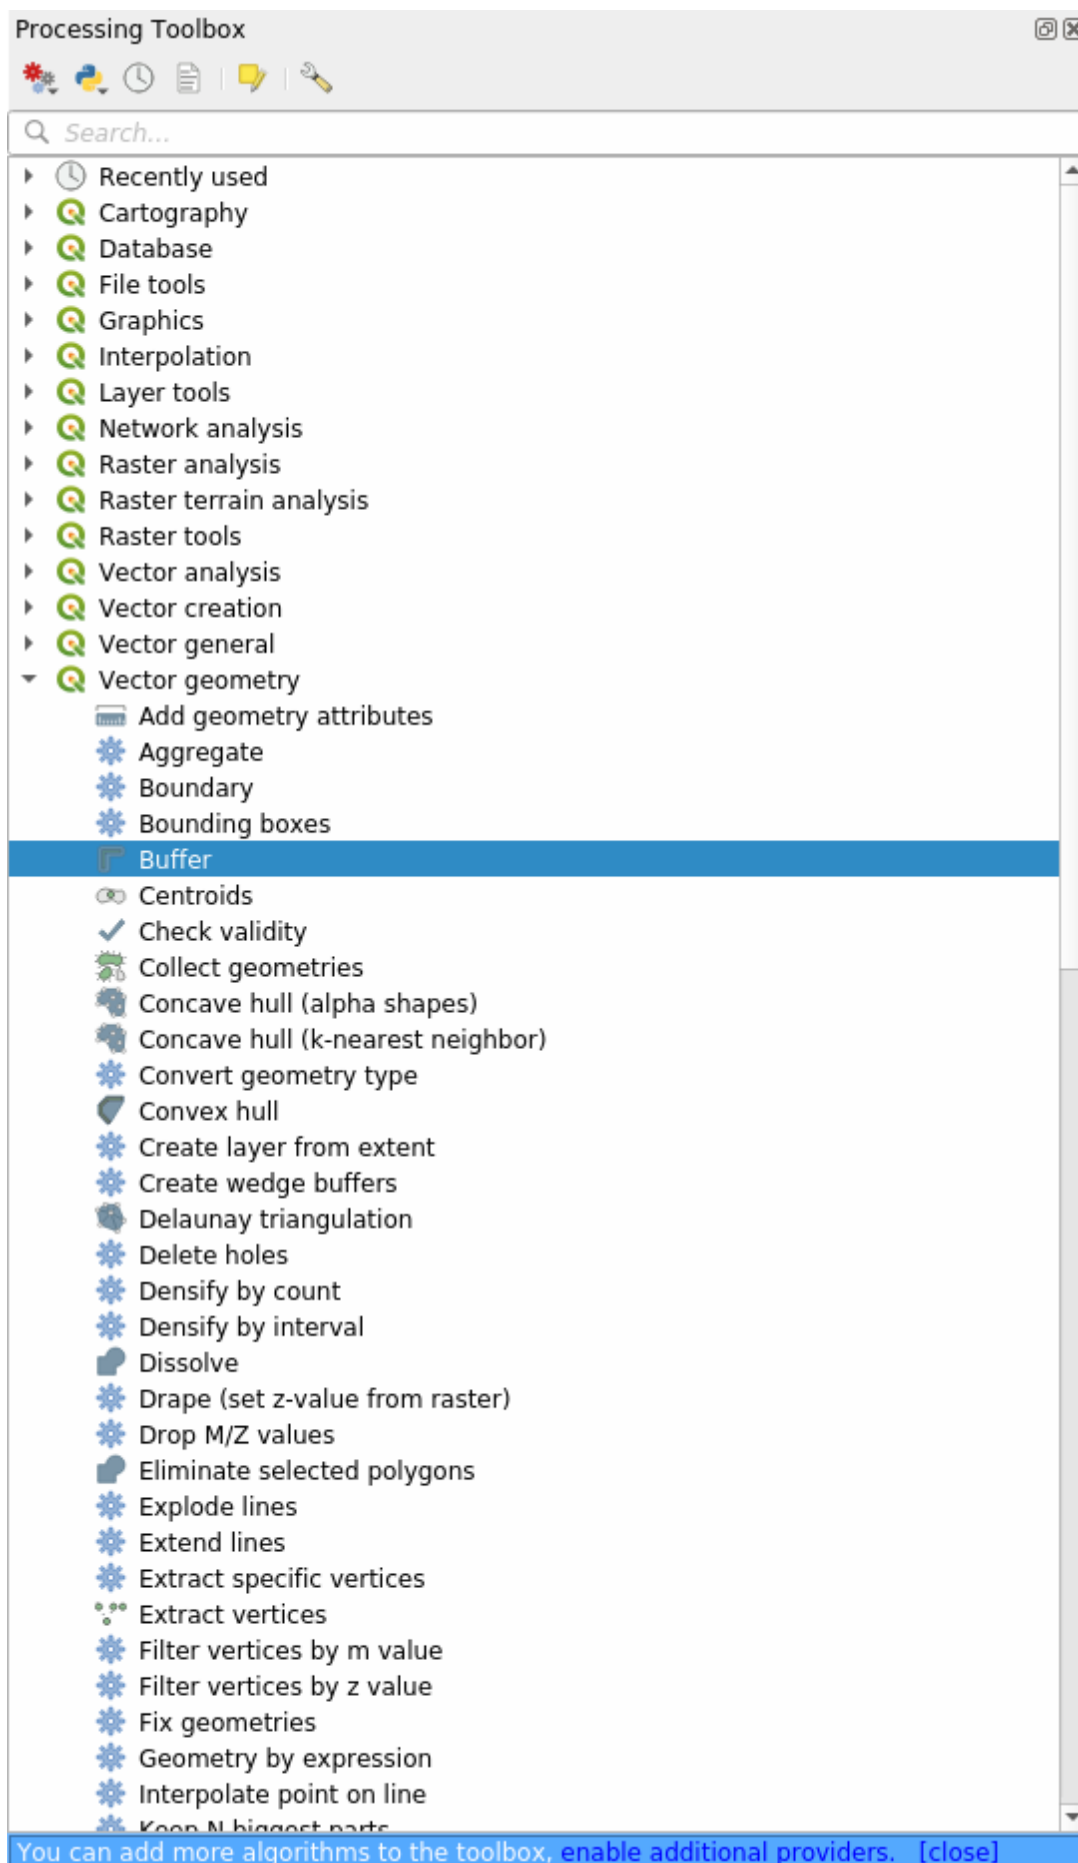 Processing Toolbox
Search...
Recently used
Cartography
Database
File tools
Graphics
Interpolation
Layer tools
Network analysis
Raster analysis
Raster terrain analysis
Raster tools
Vector analysis
Vector creation
Vector general
Vector geometry
Add geometry attributes
Aggregate
Boundary
Bounding boxes
Buffer
Centroids
Check validity
Collect geometries
Concave hull (alpha shapes)
Concave hull (k-nearest neighbor)
Convert geometry type
Convex hull
Create layer from extent
Create wedge buffers
Delaunay triangulation
Delete holes
Densify by count
Densify by interval
Dissolve
Drape (set z-value from raster)
Drop M/Z values
Eliminate selected polygons
Explode lines
Extend lines
Extract specific vertices
Extract vertices
Filter vertices by m value
Filter vertices by z value
Fix geometries
Geometry by expression
Interpolate point on line
Keep N biggest parts
You can add more algorithms to the toolbox, enable additional providers. [close]